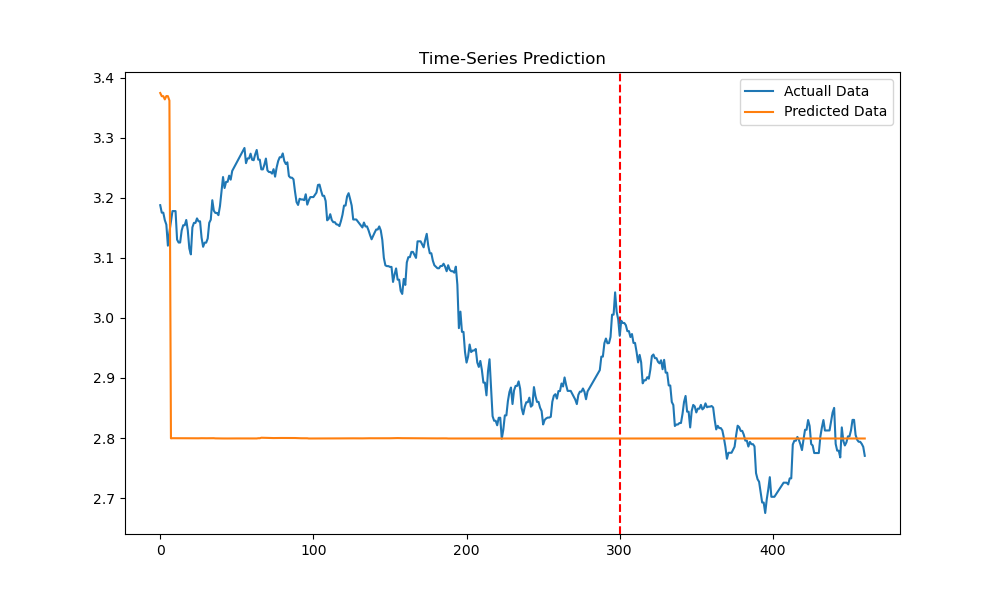 Time-Series Prediction
Actuall Data
Predicted Data
3.4
3.3
3.2
3.1
3.0
2.9
2.8
2.7
0 100 200 300 400